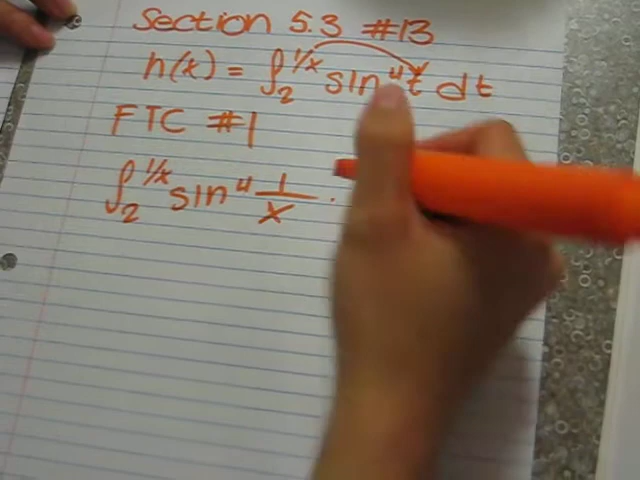 Section 5.3 #13
h(x) = ∫₂^(1/x) sin⁴t dt
FTC #1
∫₂^(1/x) sin⁴ 1/x ·